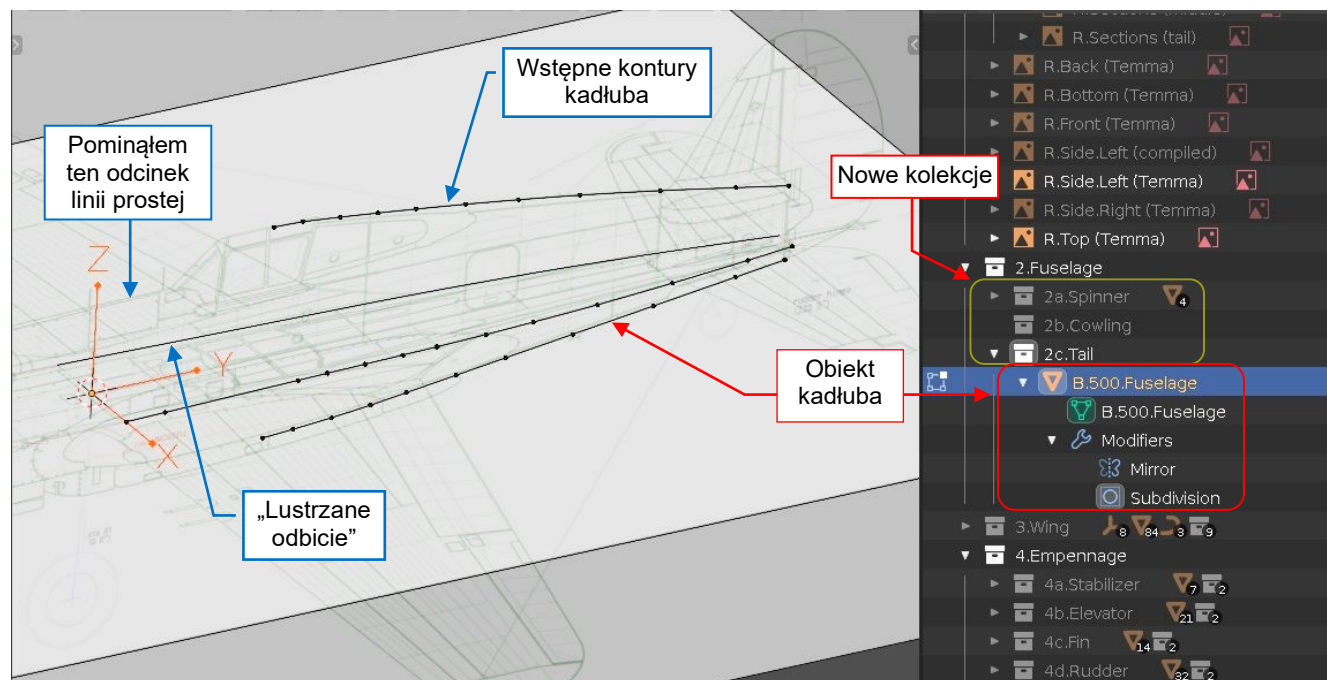 Wstępne kontury
kadłuba
Pominąłem
ten odcinek
linii prostej
Nowe kolekcje
Obiekt
kadłuba
„Lustrzane
odbicie”
Z
Y
X
R.Sections (tail)
R.Back (Temma)
R.Bottom (Temma)
R.Front (Temma)
R.Side.Left (compiled)
R.Side.Left (Temma)
R.Side.Right (Temma)
R.Top (Temma)
2.Fuselage
2a.Spinner 4
2b.Cowling
2c.Tail
B.500.Fuselage
B.500.Fuselage
Modifiers
Mirror
Subdivision
3.Wing 8 84 3 9
4.Empennage
4a.Stabilizer 7 2
4b.Elevator 21 2
4c.Fin 14 2
4d.Rudder 32 2